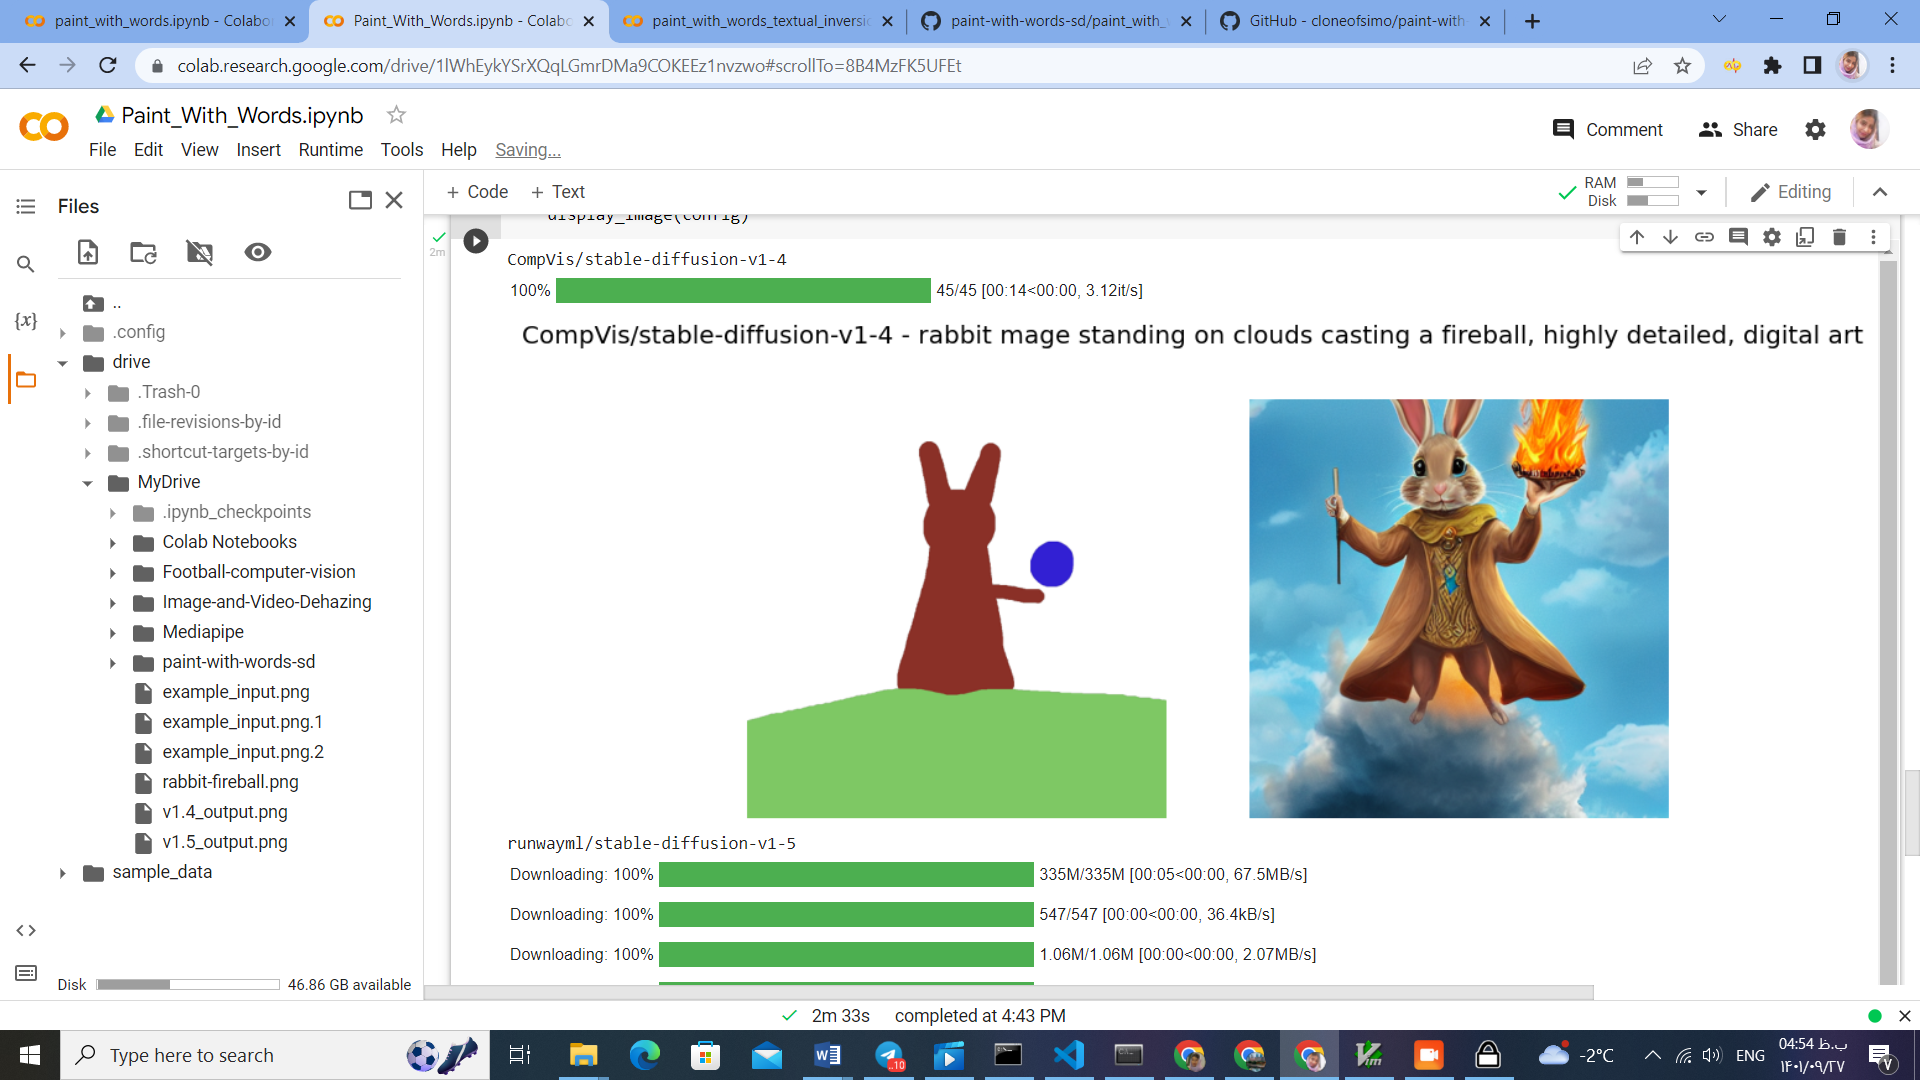 paint_with_words.ipynb - Colabo
Paint_With_Words.ipynb - Colabo
paint_with_words_textual_inversio
paint-with-words-sd/paint_with_
GitHub - cloneofsimo/paint-with
colab.research.google.com/drive/1lWhEykYSrXQqLGmrDMa9COKEEz1nvzwo#scrollTo=8B4MzFK5UFEt
Paint_With_Words.ipynb
Comment
Share
File Edit View Insert Runtime Tools Help Saving...
Files
+ Code + Text
RAM
Disk
Editing
display_image(config)
2m
CompVis/stable-diffusion-v1-4
100% 45/45 [00:14<00:00, 3.12it/s]
CompVis/stable-diffusion-v1-4 - rabbit mage standing on clouds casting a fireball, highly detailed, digital art
{x}
..
.config
drive
.Trash-0
.file-revisions-by-id
.shortcut-targets-by-id
MyDrive
.ipynb_checkpoints
Colab Notebooks
Football-computer-vision
Image-and-Video-Dehazing
Mediapipe
paint-with-words-sd
example_input.png
example_input.png.1
example_input.png.2
rabbit-fireball.png
v1.4_output.png
v1.5_output.png
sample_data
runwayml/stable-diffusion-v1-5
Downloading: 100% 335M/335M [00:05<00:00, 67.5MB/s]
Downloading: 100% 547/547 [00:00<00:00, 36.4kB/s]
Downloading: 100% 1.06M/1.06M [00:00<00:00, 2.07MB/s]
Disk 46.86 GB available
2m 33s completed at 4:43 PM
Type here to search
..10
-2°C
ENG
04:54 ب.ظ
۱۴۰۱/۰۹/۲۷